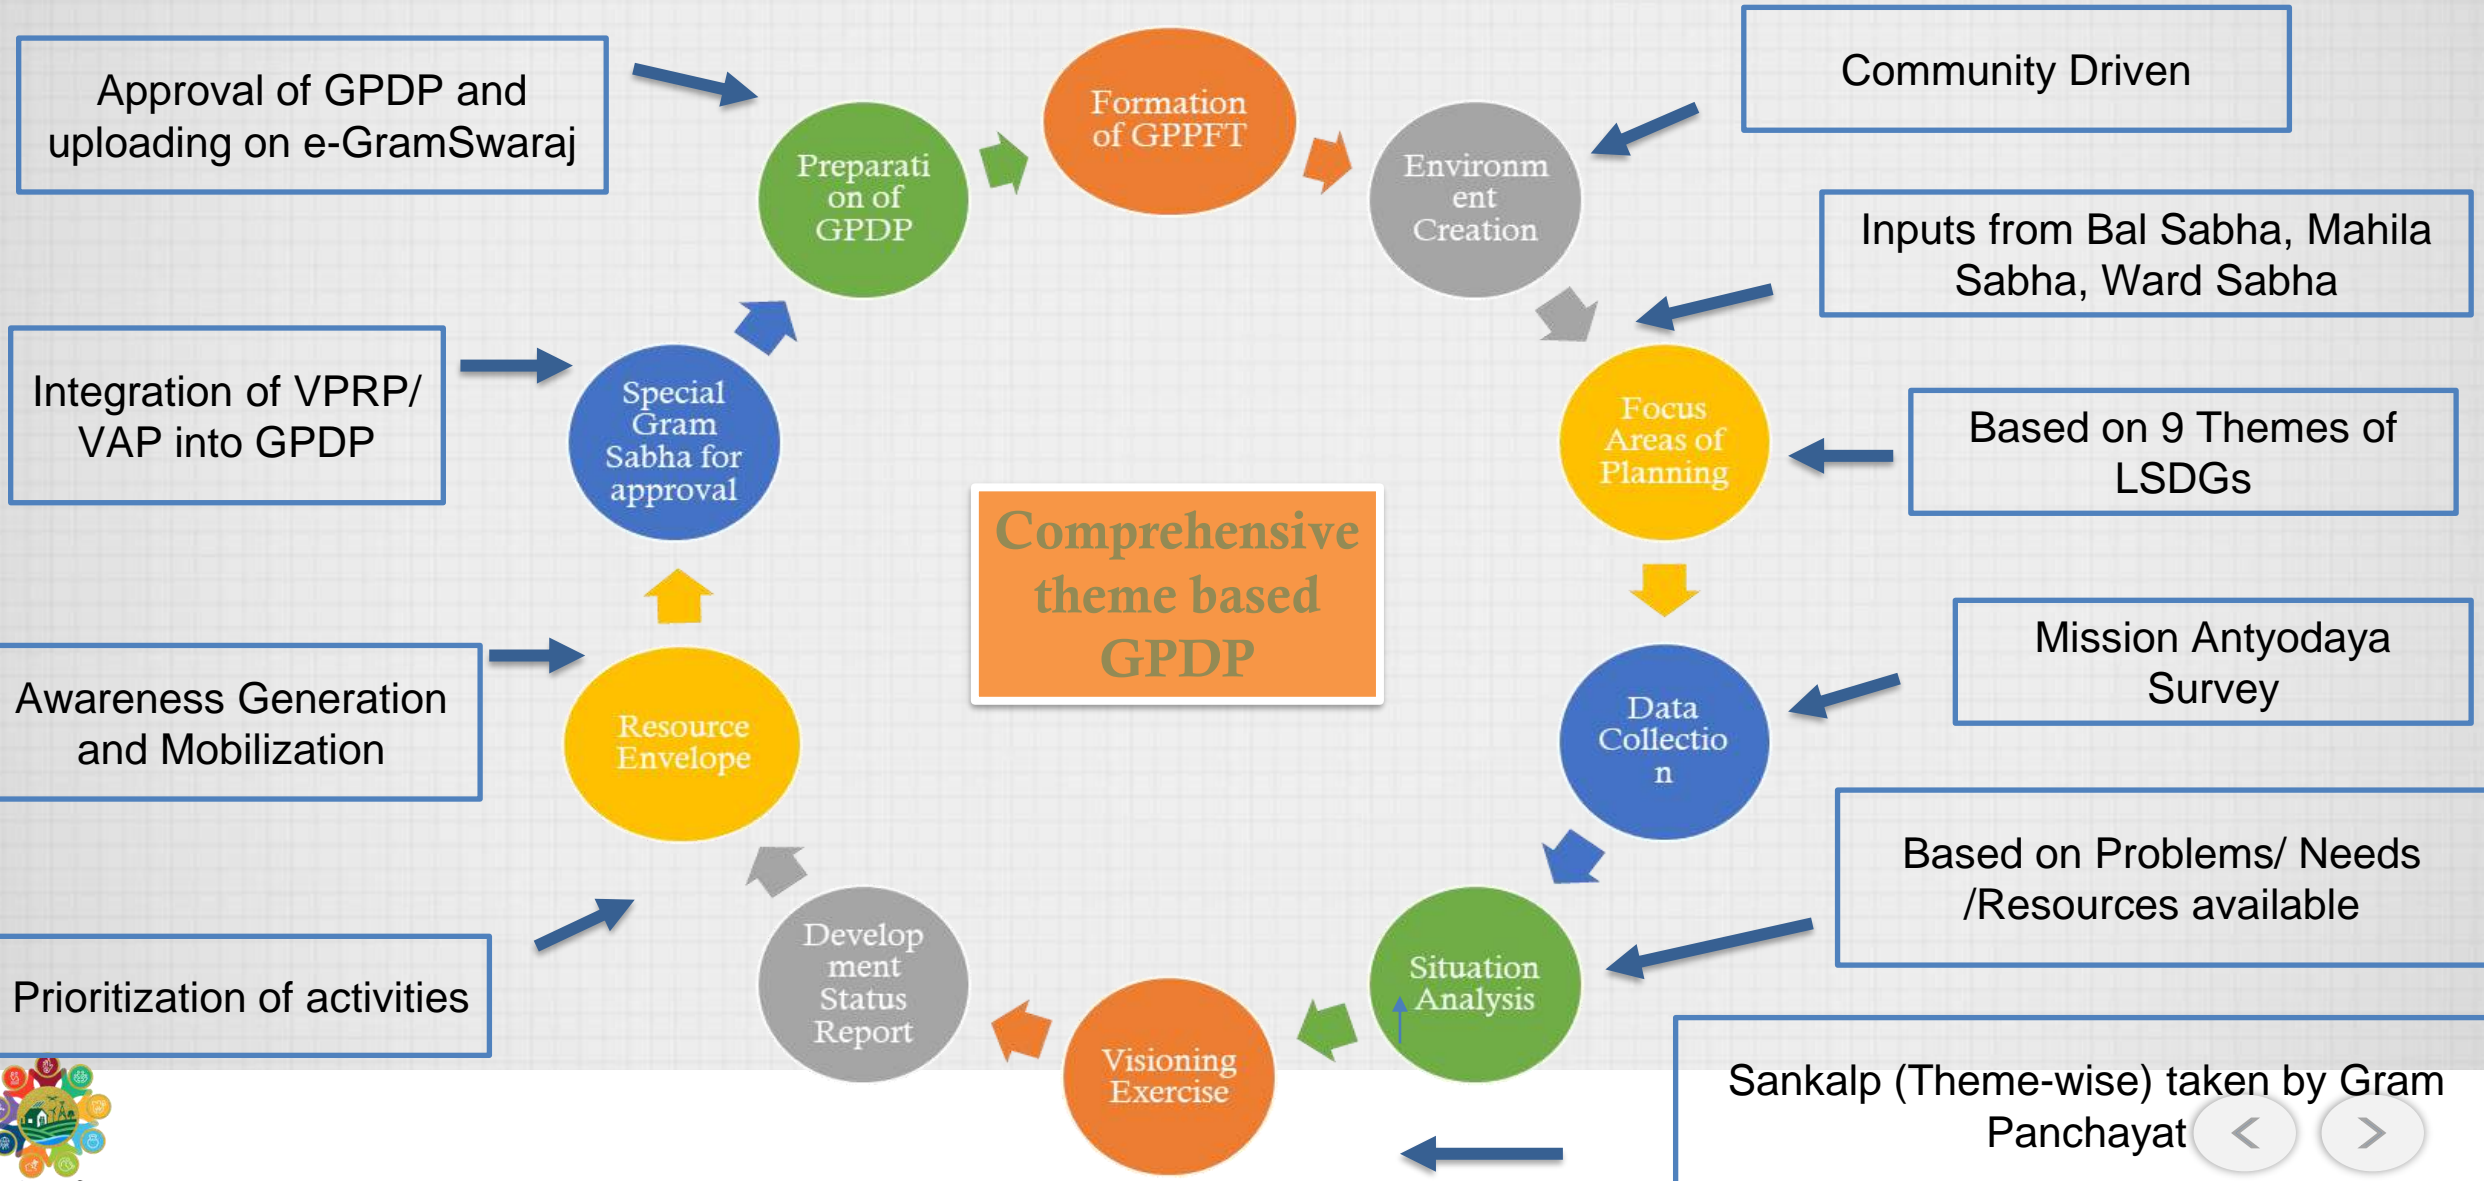 Approval of GPDP and
uploading on e-GramSwaraj
Formation
of GPPFT
Community Driven
Preparati
on of
GPDP
Environm
ent
Creation
Inputs from Bal Sabha, Mahila
Sabha, Ward Sabha
Integration of VPRP/
VAP into GPDP
Special
Gram
Sabha for
approval
Focus
Areas of
Planning
Based on 9 Themes of
LSDGs
Comprehensive
theme based
GPDP
Awareness Generation
and Mobilization
Resource
Envelope
Data
Collectio
n
Mission Antyodaya
Survey
Based on Problems/ Needs
/Resources available
Prioritization of activities
Develop
ment
Status
Report
Situation
Analysis
Visioning
Exercise
Sankalp (Theme-wise) taken by Gram
Panchayat